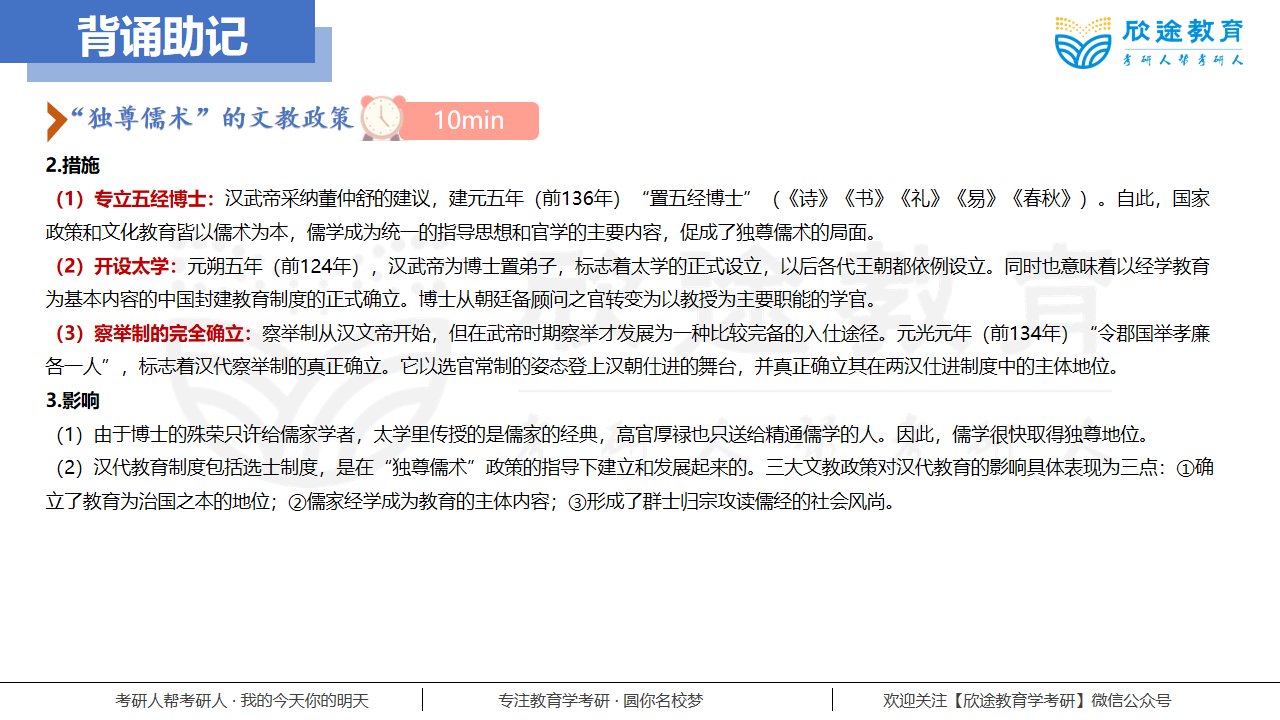 背诵助记
欣途教育
考研人帮考研人
“独尊儒术”的文教政策
10min
2.措施
（1）专立五经博士：汉武帝采纳董仲舒的建议，建元五年（前136年）“置五经博士”（《诗》《书》《礼》《易》《春秋》）。自此，国家
政策和文化教育皆以儒术为本，儒学成为统一的指导思想和官学的主要内容，促成了独尊儒术的局面。
（2）开设太学：元朔五年（前124年），汉武帝为博士置弟子，标志着太学的正式设立，以后各代王朝都依例设立。同时也意味着以经学教育
为基本内容的中国封建教育制度的正式确立。博士从朝廷备顾问之官转变为以教授为主要职能的学官。
（3）察举制的完全确立：察举制从汉文帝开始，但在武帝时期察举才发展为一种比较完备的入仕途径。元光元年（前134年）“令郡国举孝廉
各一人”，标志着汉代察举制的真正确立。它以选官常制的姿态登上汉朝仕进的舞台，并真正确立其在两汉仕进制度中的主体地位。
3.影响
（1）由于博士的殊荣只许给儒家学者，太学里传授的是儒家的经典，高官厚禄也只送给精通儒学的人。因此，儒学很快取得独尊地位。
（2）汉代教育制度包括选士制度，是在“独尊儒术”政策的指导下建立和发展起来的。三大文教政策对汉代教育的影响具体表现为三点：①确
立了教育为治国之本的地位；②儒家经学成为教育的主体内容；③形成了群士归宗攻读儒经的社会风尚。
欣途教育
考研人帮考研人
考研人帮考研人 · 我的今天你的明天
专注教育学考研 · 圆你名校梦
欢迎关注【欣途教育学考研】微信公众号